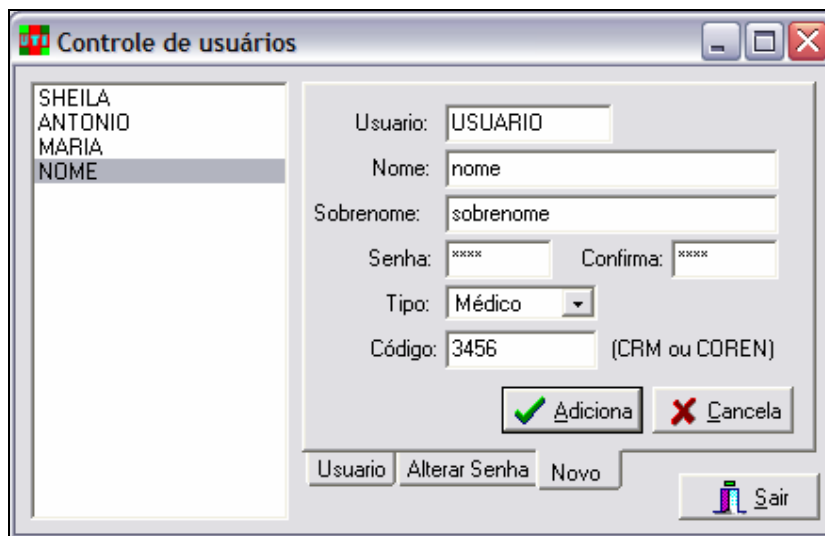 UTI Controle de usuários
SHEILA
ANTONIO
MARIA
NOME
Usuario: USUARIO
Nome: nome
Sobrenome: sobrenome
Senha: **** Confirma: ****
Tipo: Médico
Código: 3456 (CRM ou COREN)
Adiciona Cancela
Usuario Alterar Senha Novo
Sair